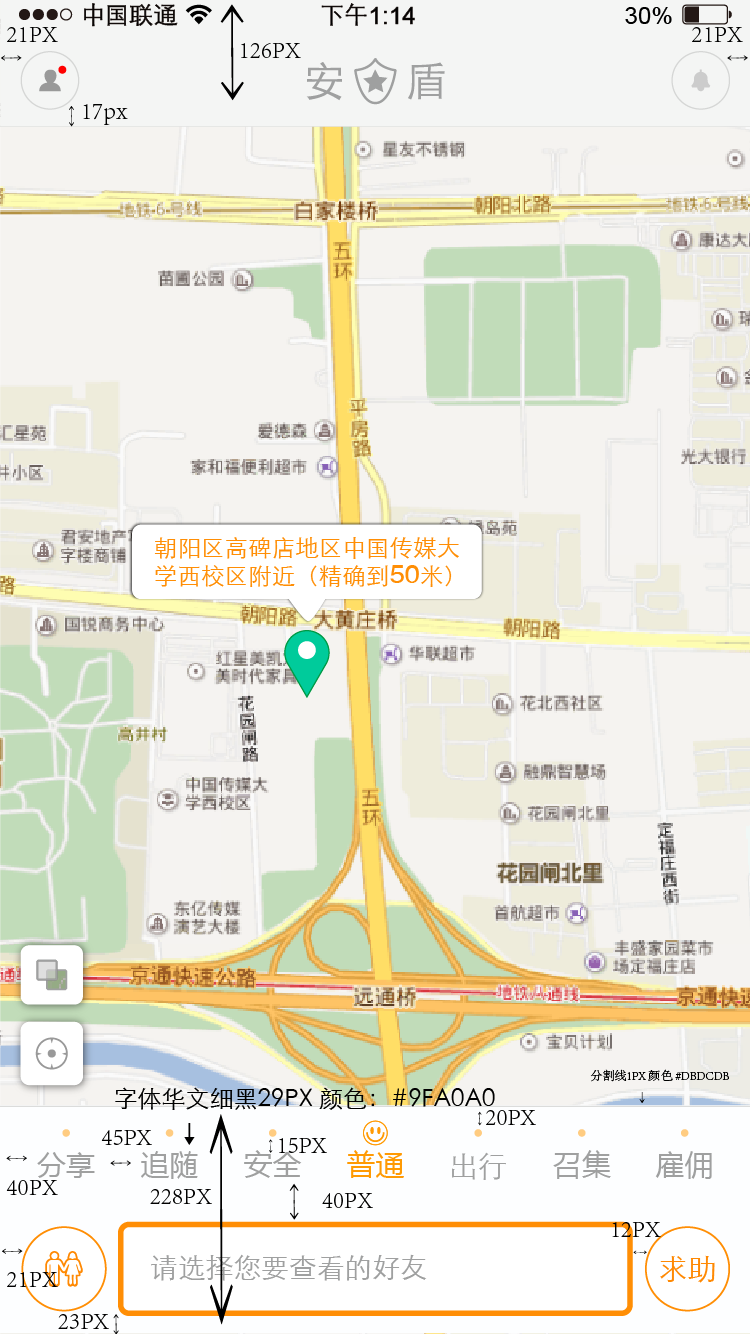 中国联通
下午1:14
30%
21PX
126PX
21PX
安
盾
17px
星友不锈钢
地铁6号线
白家楼桥
朝阳北路
地铁6号线
五环
康达大
苗圃公园
瑞
平房路
汇星苑
爱德森
家和福便利超市
井小区
光大银行
君安地产
字楼商铺
绿岛苑
朝阳区高碑店地区中国传媒大
学西校区附近（精确到50米）
路
朝阳路
大黄庄桥
朝阳路
国锐商务中心
华联超市
红星美凯
美时代家具
花园闸路
花北西社区
高井村
融鼎智慧场
中国传媒大
学西校区
五环
花园闸北里
定福庄西街
花园闸北里
东亿传媒
演艺大楼
首航超市
丰盛家园菜市
场定福庄店
通
京通快速公路
地铁八通线
远通桥
京通快速
宝贝计划
分割线1PX 颜色 #DBDCDB
字体华文细黑29PX 颜色：#9FA0A0
20PX
45PX
15PX
分享
追随
安全
普通
出行
召集
雇佣
40PX
228PX
40PX
12PX
请选择您要查看的好友
求助
21PX
23PX